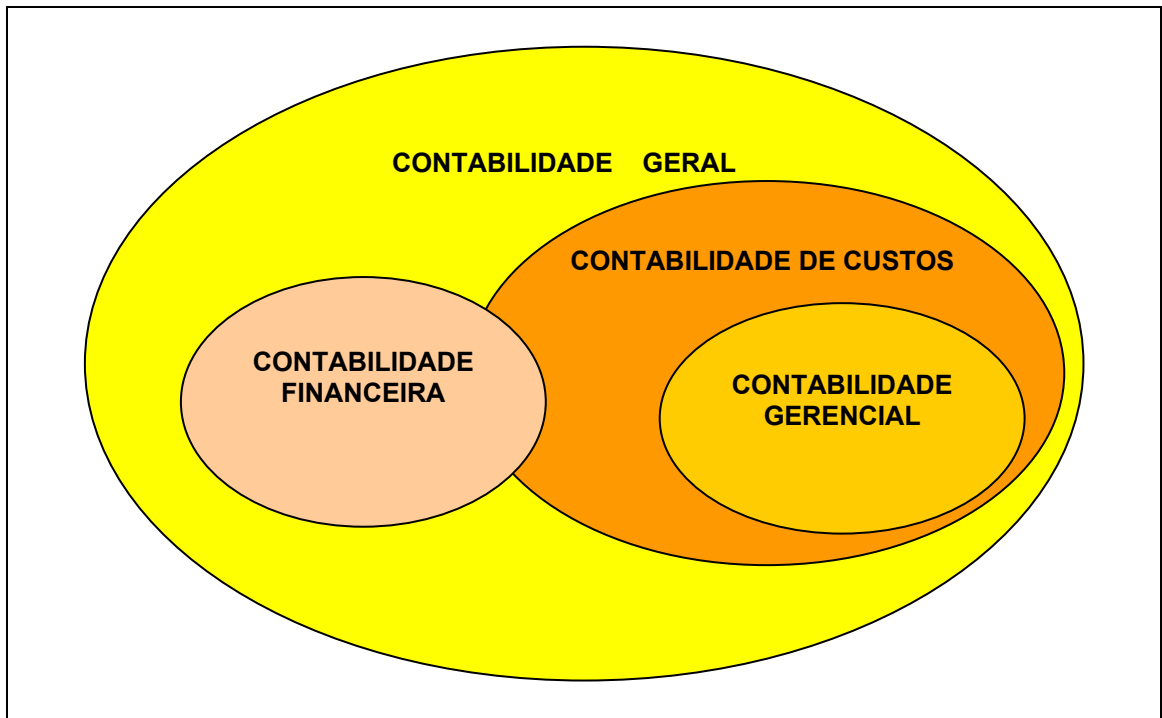 CONTABILIDADE GERAL
CONTABILIDADE DE CUSTOS
CONTABILIDADE
FINANCEIRA
CONTABILIDADE
GERENCIAL